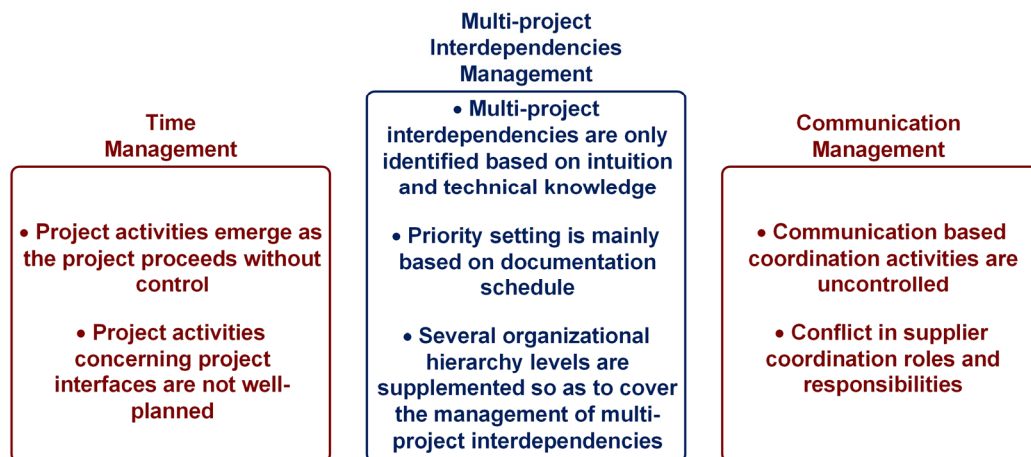 Time
Management
• Project activities emerge as
the project proceeds without
control
• Project activities
concerning project
interfaces are not well-
planned
Multi-project
Interdependencies
Management
• Multi-project
interdependencies are only
identified based on intuition
and technical knowledge
• Priority setting is mainly
based on documentation
schedule
• Several organizational
hierarchy levels are
supplemented so as to cover
the management of multi-
project interdependencies
Communication
Management
• Communication based
coordination activities are
uncontrolled
• Conflict in supplier
coordination roles and
responsibilities